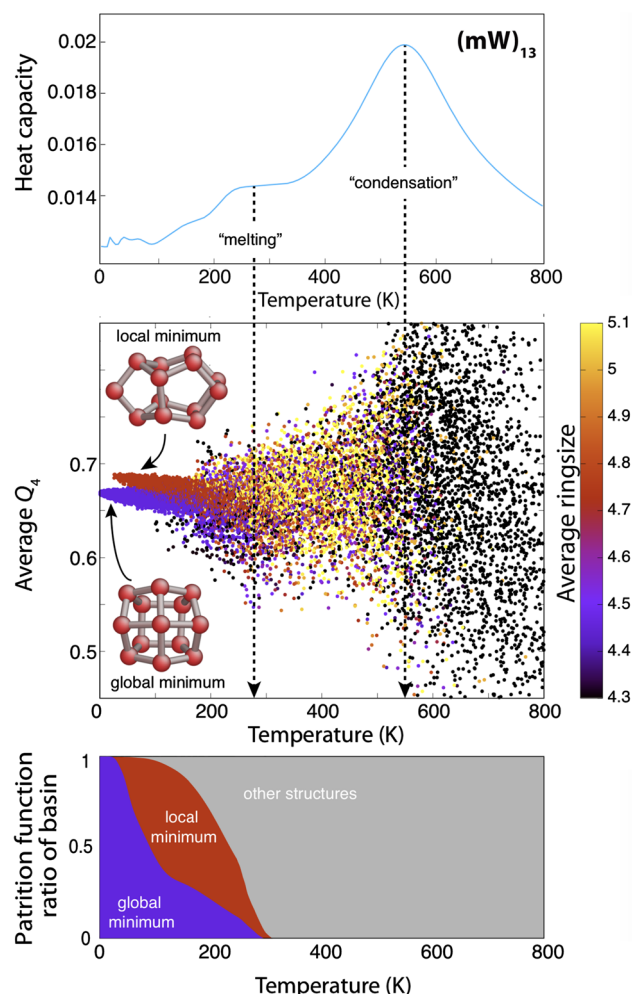 (mW)13
Heat capacity
0.02
0.018
0.016
0.014
"melting"
"condensation"
0
200
400
600
800
Temperature (K)
local minimum
global minimum
Average Q4
0.7
0.6
0.5
0
200
400
600
800
Temperature (K)
Average ringsize
5.1
5
4.9
4.8
4.7
4.6
4.5
4.4
4.3
Patrition function
ratio of basin
1
0.5
0
other structures
local
minimum
global
minimum
0
200
400
600
800
Temperature (K)